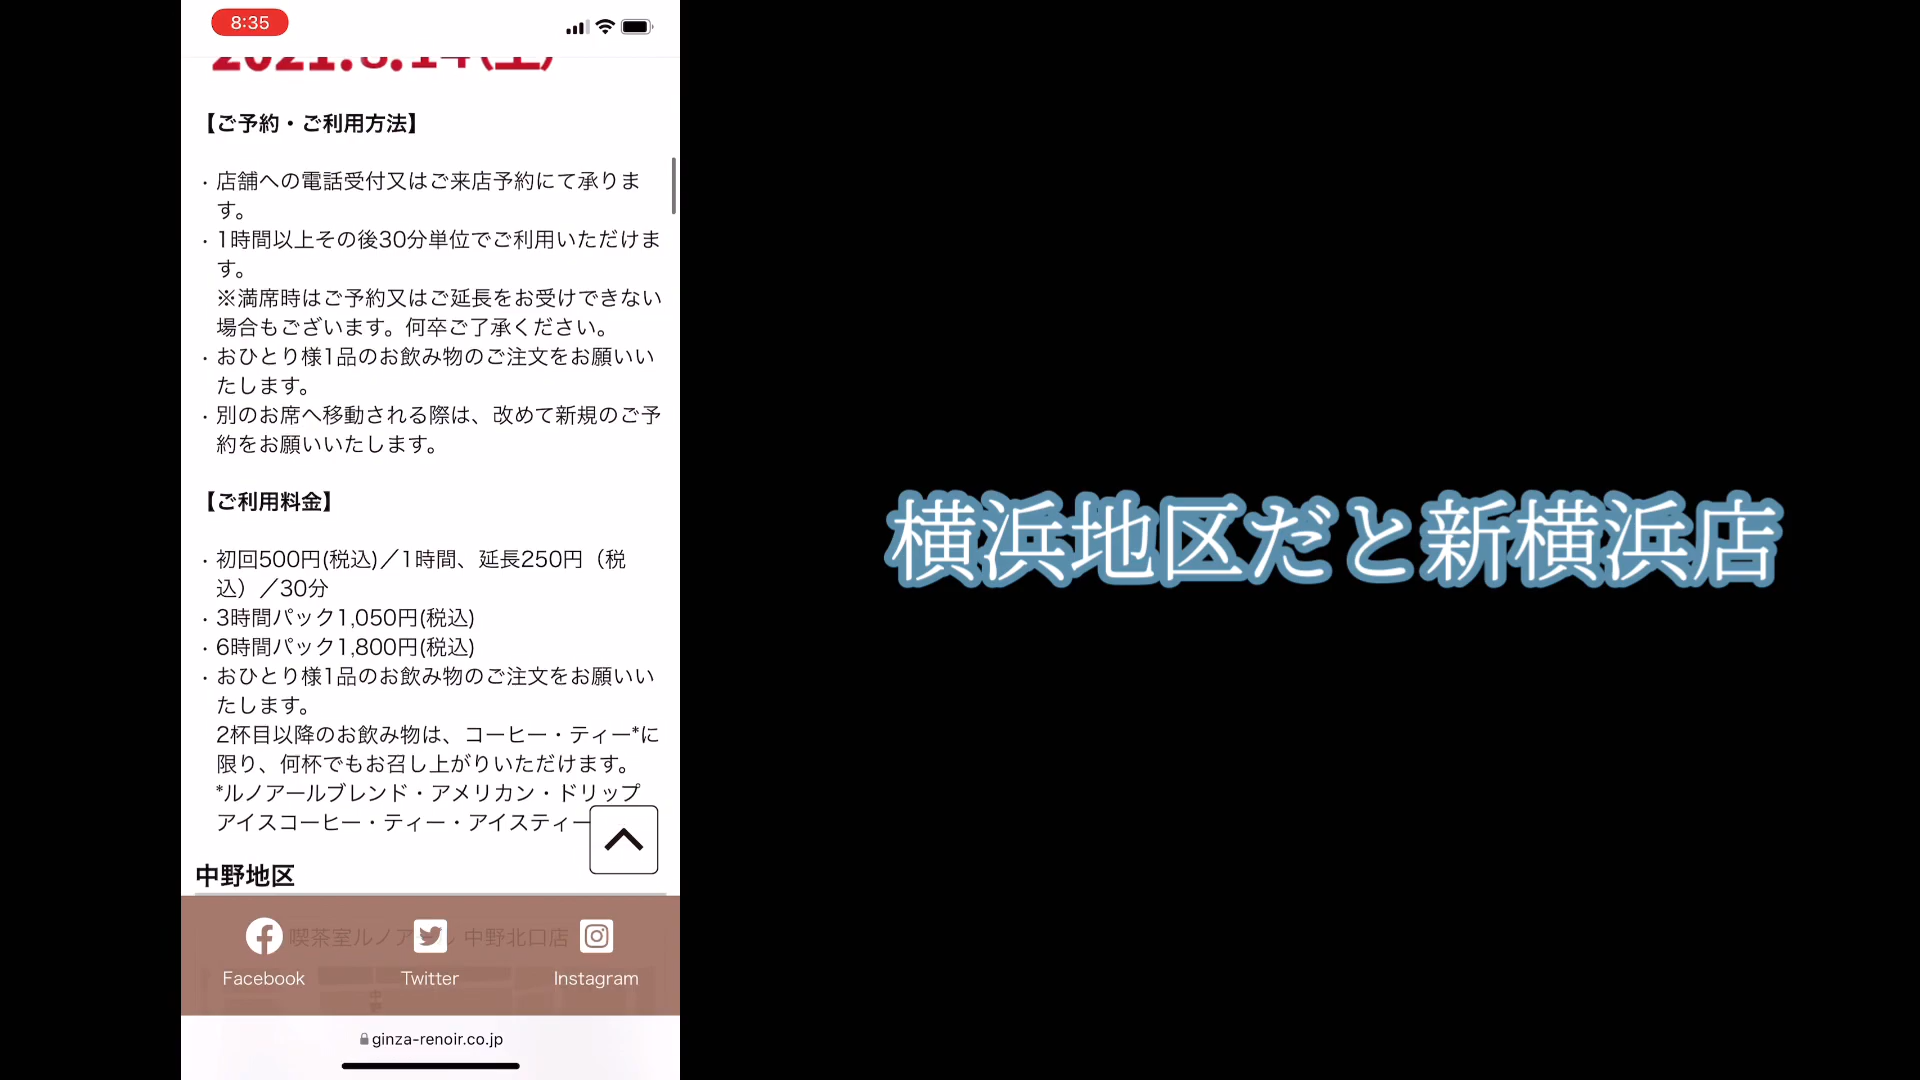 8:35
【ご予約・ご利用方法】
・店舗への電話受付又はご来店予約にて承りま
す。
・1時間以上その後30分単位でご利用いただけま
す。
※満席時はご予約又はご延長をお受けできない
場合もございます。何卒ご了承ください。
・おひとり様1品のお飲み物のご注文をお願いい
たします。
・別のお席へ移動される際は、改めて新規のご予
約をお願いいたします。
【ご利用料金】
・初回500円(税込)／1時間、延長250円（税
込）／30分
・3時間パック1,050円(税込)
・6時間パック1,800円(税込)
・おひとり様1品のお飲み物のご注文をお願いい
たします。
2杯目以降のお飲み物は、コーヒー・ティー*に
限り、何杯でもお召し上がりいただけます。
*ルノアールブレンド・アメリカン・ドリップ
アイスコーヒー・ティー・アイスティー
中野地区
喫茶室ルノアール 中野北口店
Facebook
Twitter
Instagram
ginza-renoir.co.jp
横浜地区だと新横浜店